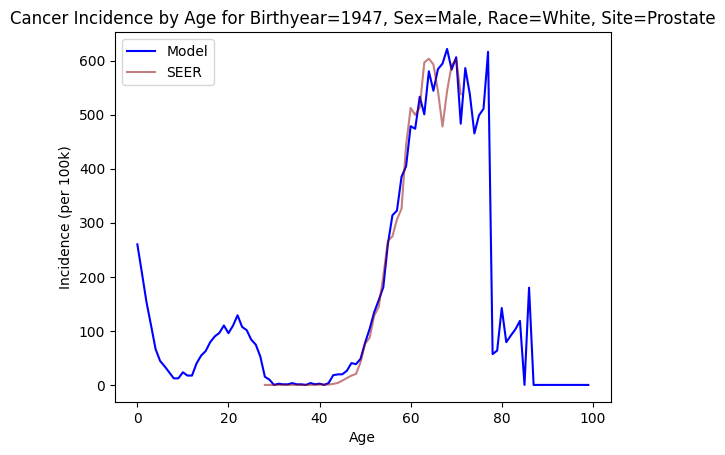 Cancer Incidence by Age for Birthyear=1947, Sex=Male, Race=White, Site=Prostate
Model
SEER
Incidence (per 100k)
600
500
400
300
200
100
0
0 20 40 60 80 100
Age